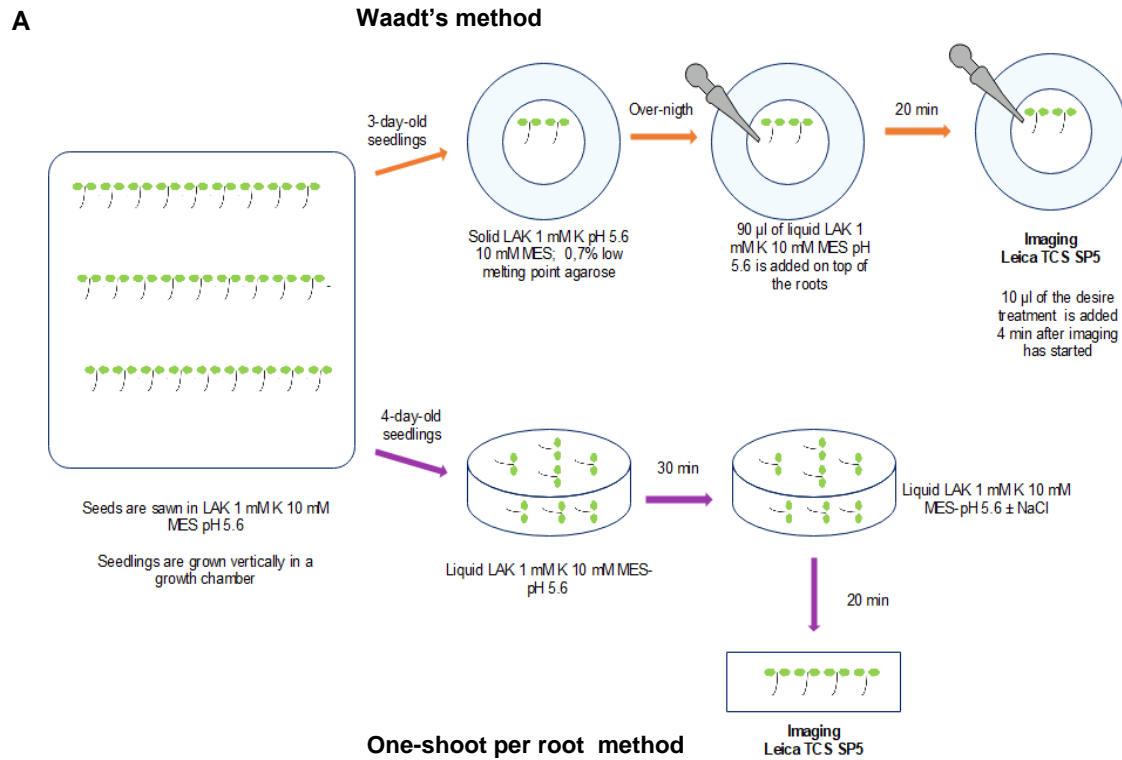 A
Waadt's method
3-day-old
seedlings
Over-nigth
20 min
Solid LAK 1 mM K pH 5.6
10 mM MES; 0,7% low
melting point agarose
90 µl of liquid LAK 1
mM K 10 mM MES pH
5.6 is added on top of
the roots
Imaging
Leica TCS SP5
10 µl of the desire
treatment is added
4 min after imaging
has started
4-day-old
seedlings
30 min
Seeds are sawn in LAK 1 mM K 10 mM
MES pH 5.6
Seedlings are grown vertically in a
growth chamber
Liquid LAK 1 mM K 10 mM MES-
pH 5.6
Liquid LAK 1 mM K 10 mM
MES-pH 5.6 ± NaCl
20 min
Imaging
Leica TCS SP5
One-shoot per root method